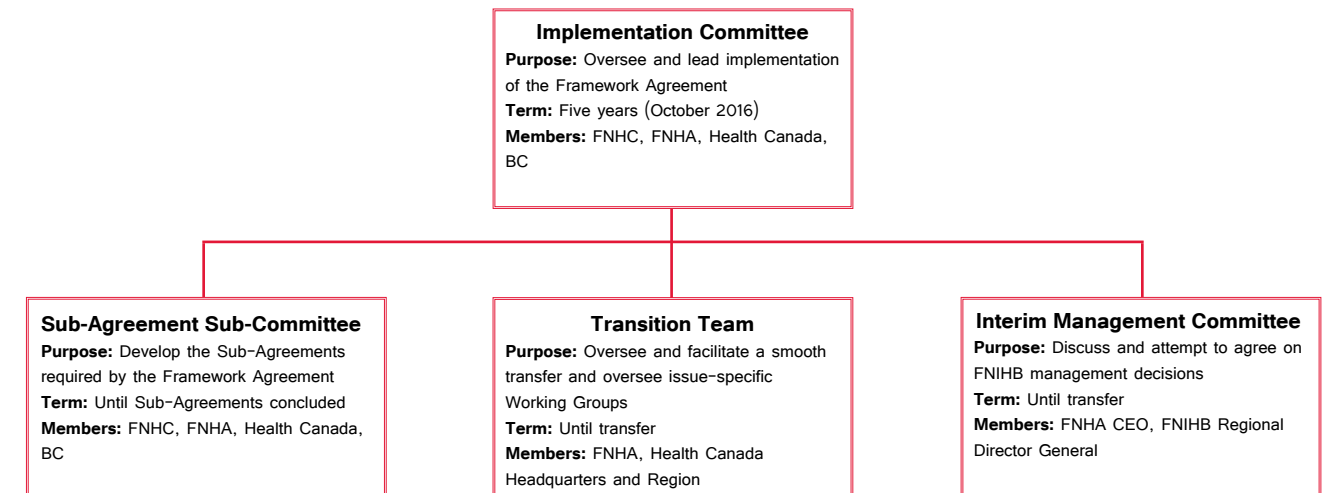 Implementation Committee
Purpose: Oversee and lead implementation
of the Framework Agreement
Term: Five years (October 2016)
Members: FNHC, FNHA, Health Canada,
BC
Sub-Agreement Sub-Committee
Purpose: Develop the Sub-Agreements
required by the Framework Agreement
Term: Until Sub-Agreements concluded
Members: FNHC, FNHA, Health Canada,
BC
Transition Team
Purpose: Oversee and facilitate a smooth
transfer and oversee issue-specific
Working Groups
Term: Until transfer
Members: FNHA, Health Canada
Headquarters and Region
Interim Management Committee
Purpose: Discuss and attempt to agree on
FNIHB management decisions
Term: Until transfer
Members: FNHA CEO, FNIHB Regional
Director General